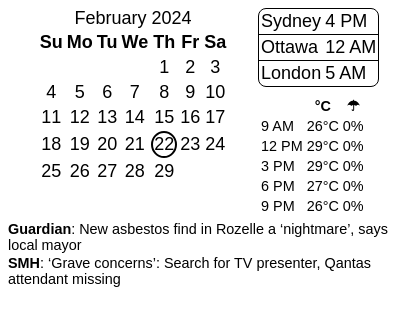 February 2024
Su Mo Tu We Th Fr Sa
1 2 3
4 5 6 7 8 9 10
11 12 13 14 15 16 17
18 19 20 21 22 23 24
25 26 27 28 29
Sydney 4 PM
Ottawa 12 AM
London 5 AM
°C ☂
9 AM 26°C 0%
12 PM 29°C 0%
3 PM 29°C 0%
6 PM 27°C 0%
9 PM 26°C 0%
Guardian: New asbestos find in Rozelle a ‘nightmare’, says
local mayor
SMH: ‘Grave concerns’: Search for TV presenter, Qantas
attendant missing